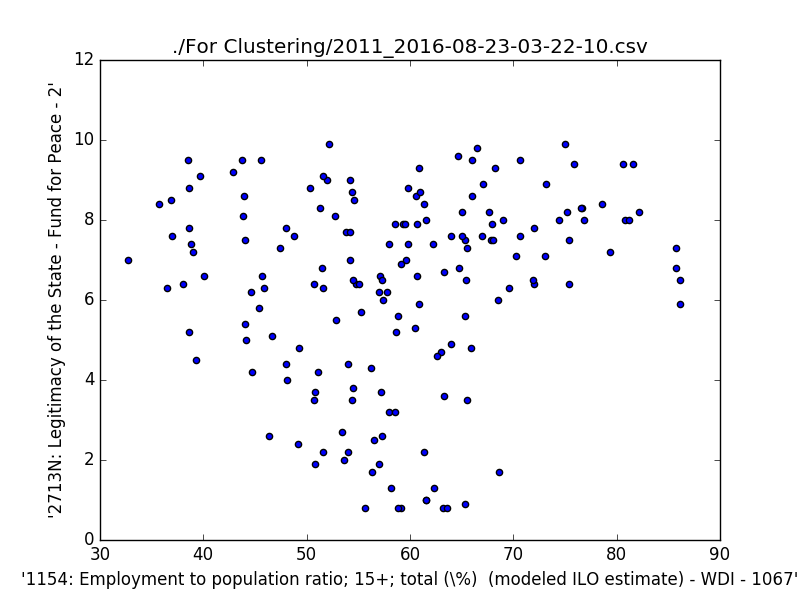 ./For Clustering/2011_2016-08-23-03-22-10.csv
'2713N: Legitimacy of the State - Fund for Peace - 2'
12
10
8
6
4
2
0
30 40 50 60 70 80 90
'1154: Employment to population ratio; 15+; total (\%) (modeled ILO estimate) - WDI - 1067'